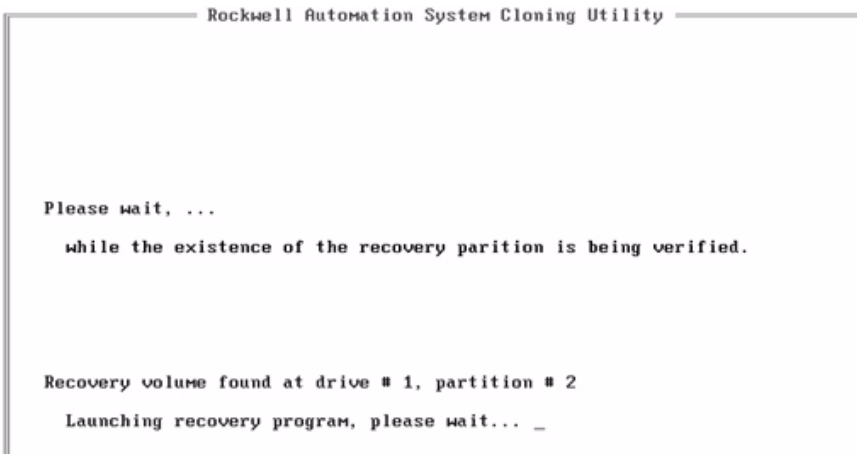 Rockwell Automation System Cloning Utility
Please wait, ...
while the existence of the recovery parition is being verified.
Recovery volume found at drive # 1, partition # 2
Launching recovery program, please wait... _